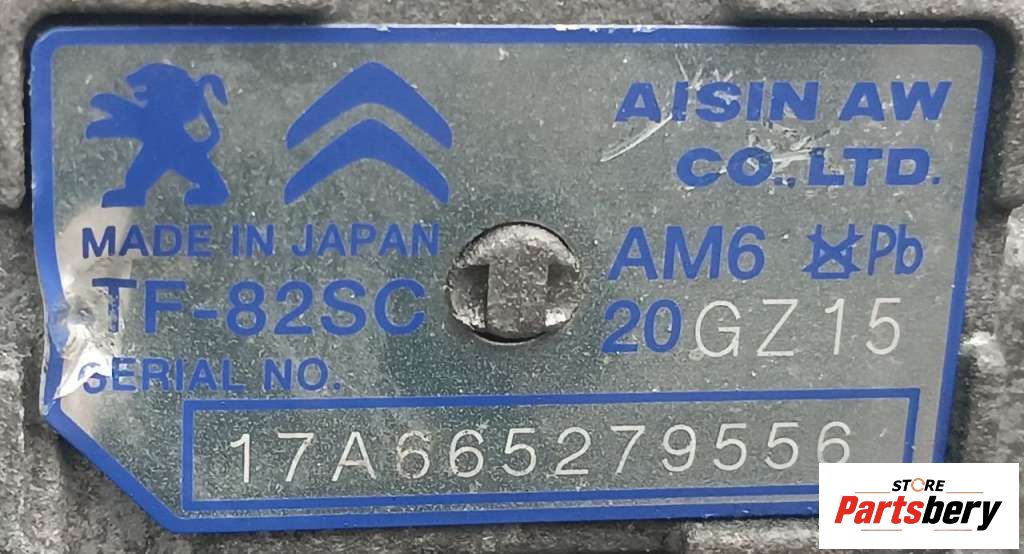 AISIN AW
CO.,LTD.
MADE IN JAPAN
AM6 Pb
TF-82SC
20GZ15
SERIAL NO.
17A665279556
STORE
Partsbery